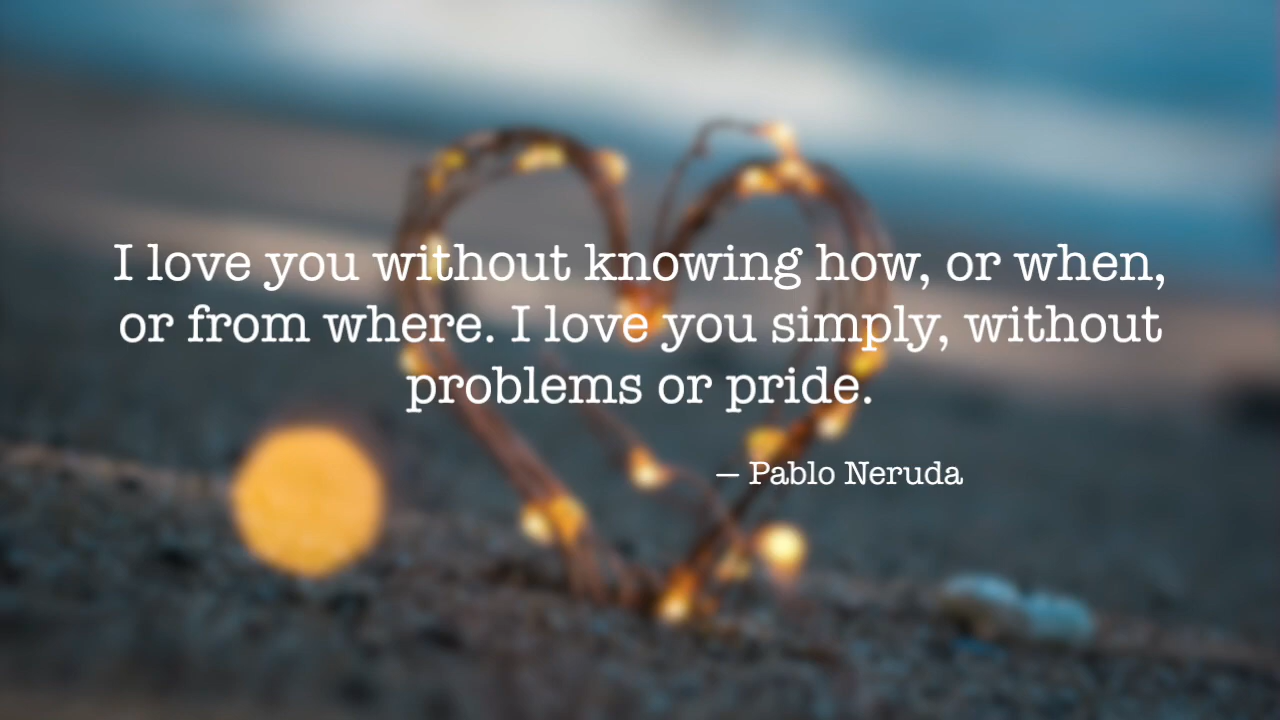 I love you without knowing how, or when,
or from where. I love you simply, without
problems or pride.
— Pablo Neruda